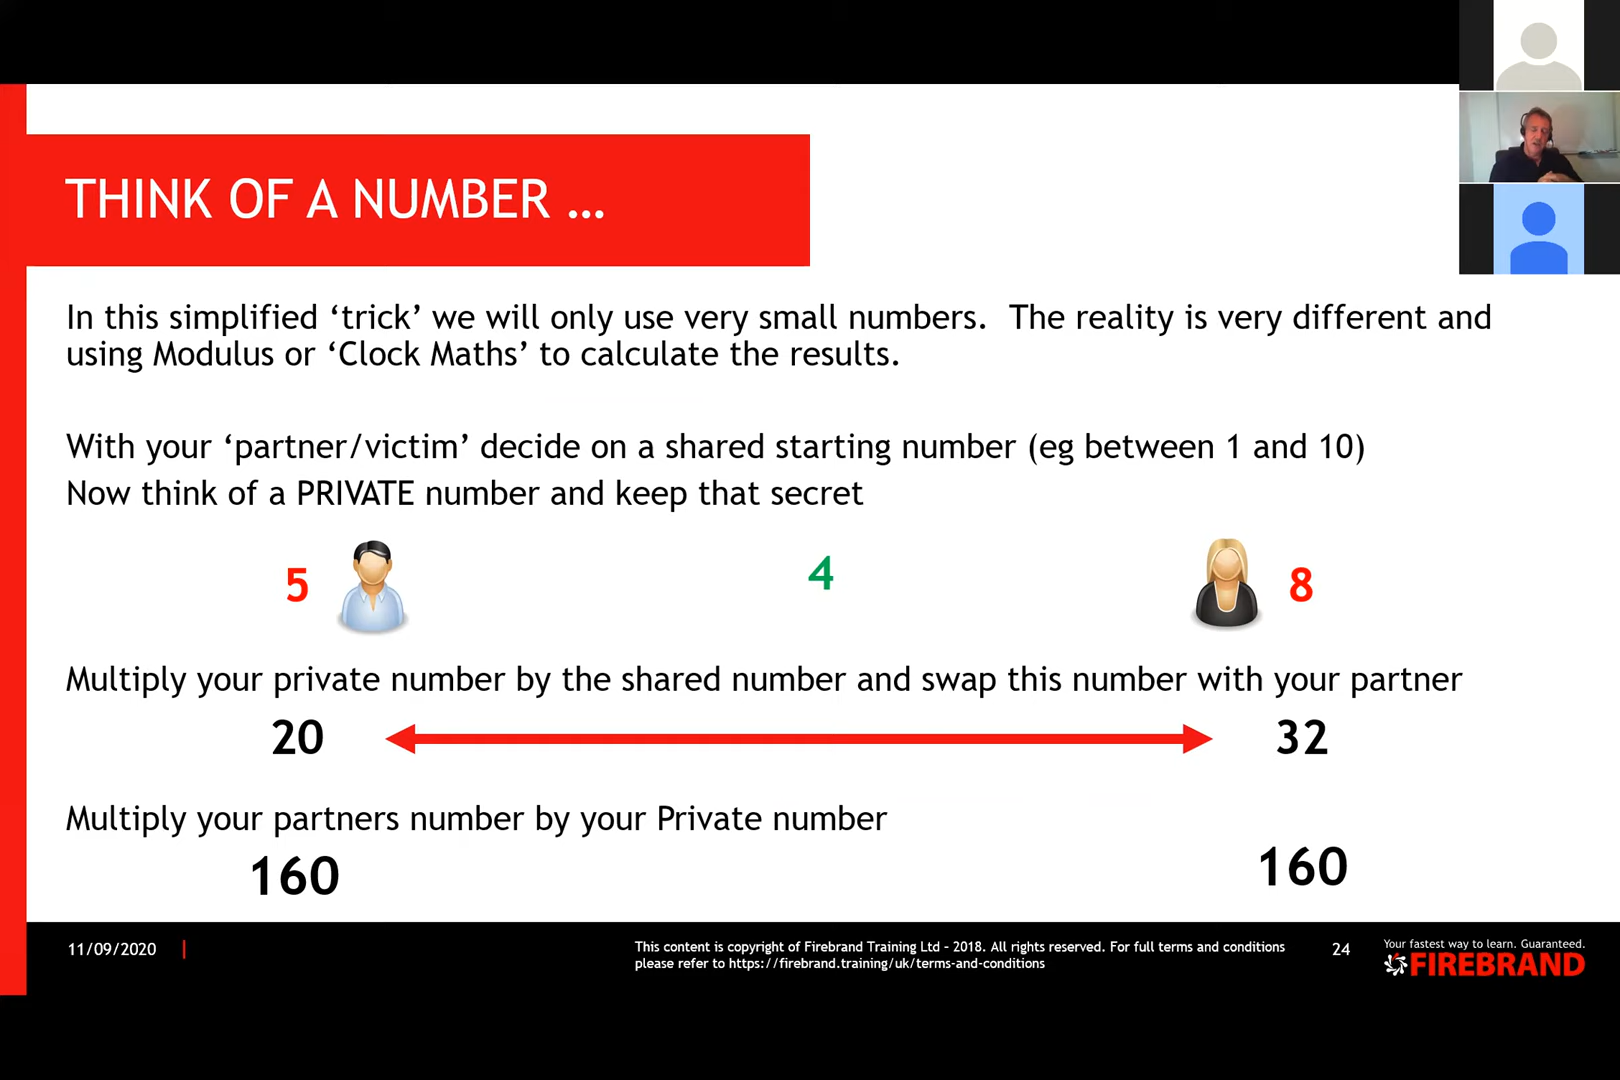 THINK OF A NUMBER ...
In this simplified ‘trick’ we will only use very small numbers.  The reality is very different and
using Modulus or ‘Clock Maths’ to calculate the results.
With your ‘partner/victim’ decide on a shared starting number (eg between 1 and 10)
Now think of a PRIVATE number and keep that secret
5 4 8
Multiply your private number by the shared number and swap this number with your partner
20 32
Multiply your partners number by your Private number
160 160
11/09/2020
This content is copyright of Firebrand Training Ltd – 2018. All rights reserved. For full terms and conditions
please refer to https://firebrand.training/uk/terms-and-conditions
24
Your fastest way to learn. Guaranteed.
FIREBRAND